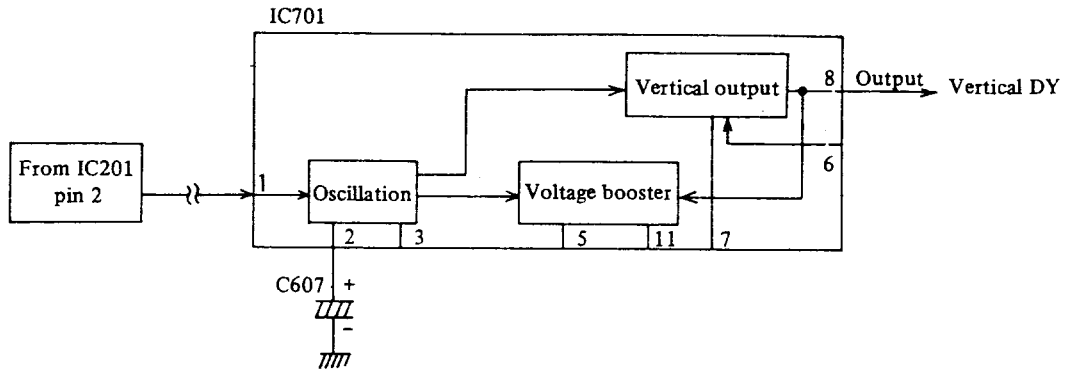 IC701
Vertical output
8
Output
Vertical DY
6
From IC201
pin 2
1
Oscillation
Voltage booster
2
3
5
11
7
C607
+
-